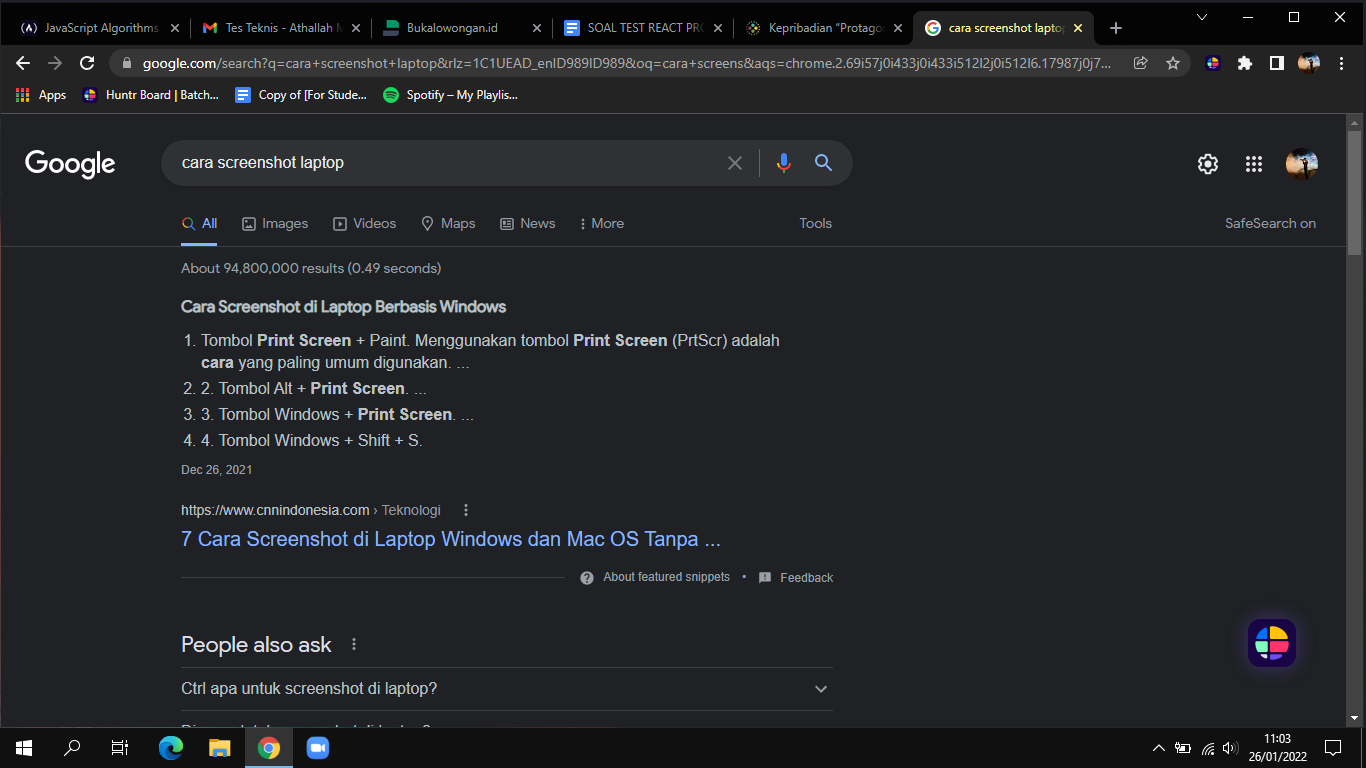 JavaScript Algorithms
Tes Teknis - Athallah M
Bukalowongan.id
SOAL TEST REACT PRO
Kepribadian “Protagon
cara screenshot laptop
google.com/search?q=cara+screenshot+laptop&rlz=1C1UEAD_enID989ID989&oq=cara+screens&aqs=chrome.2.69i57j0i433j0i433i512l2j0i512l6.17987j0j7...
Apps
Huntr Board | Batch...
Copy of [For Stude...
Spotify – My Playlis...
Google
cara screenshot laptop
All
Images
Videos
Maps
News
More
Tools
SafeSearch on
About 94,800,000 results (0.49 seconds)
Cara Screenshot di Laptop Berbasis Windows
1. Tombol Print Screen + Paint. Menggunakan tombol Print Screen (PrtScr) adalah
cara yang paling umum digunakan. ...
2. 2. Tombol Alt + Print Screen. ...
3. 3. Tombol Windows + Print Screen. ...
4. 4. Tombol Windows + Shift + S.
Dec 26, 2021
https://www.cnnindonesia.com › Teknologi
7 Cara Screenshot di Laptop Windows dan Mac OS Tanpa ...
About featured snippets
•
Feedback
People also ask
Ctrl apa untuk screenshot di laptop?
11:03
26/01/2022